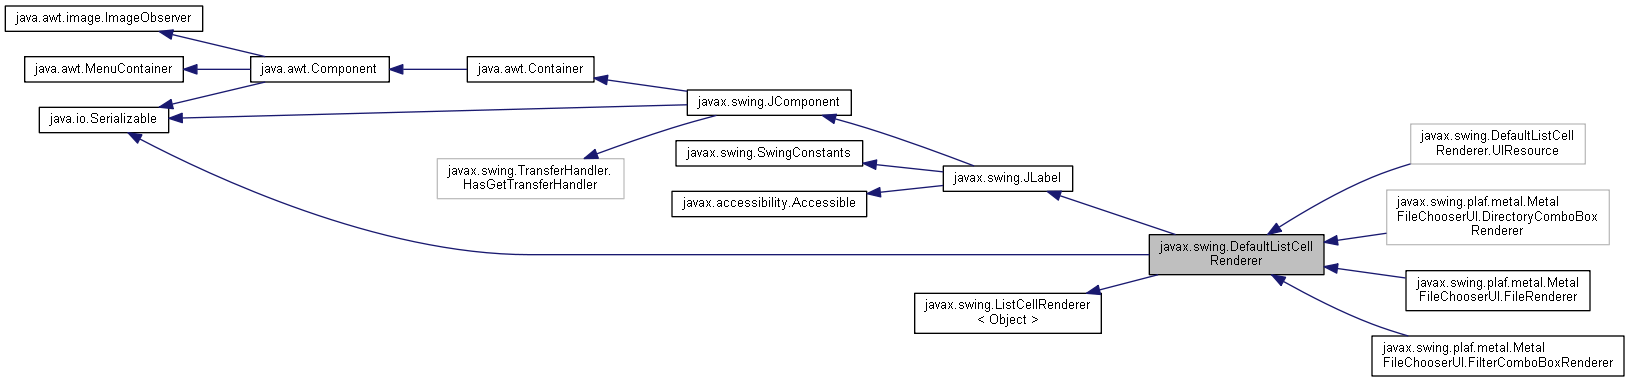 java.awt.image.ImageObserver
java.awt.MenuContainer
java.awt.Component
java.awt.Container
java.io.Serializable
javax.swing.JComponent
javax.swing.TransferHandler.
HasGetTransferHandler
javax.swing.SwingConstants
javax.swing.JLabel
javax.accessibility.Accessible
javax.swing.DefaultListCell
Renderer
javax.swing.ListCellRenderer
< Object >
javax.swing.DefaultListCell
Renderer.UIResource
javax.swing.plaf.metal.Metal
FileChooserUI.DirectoryComboBox
Renderer
javax.swing.plaf.metal.Metal
FileChooserUI.FileRenderer
javax.swing.plaf.metal.Metal
FileChooserUI.FilterComboBoxRenderer